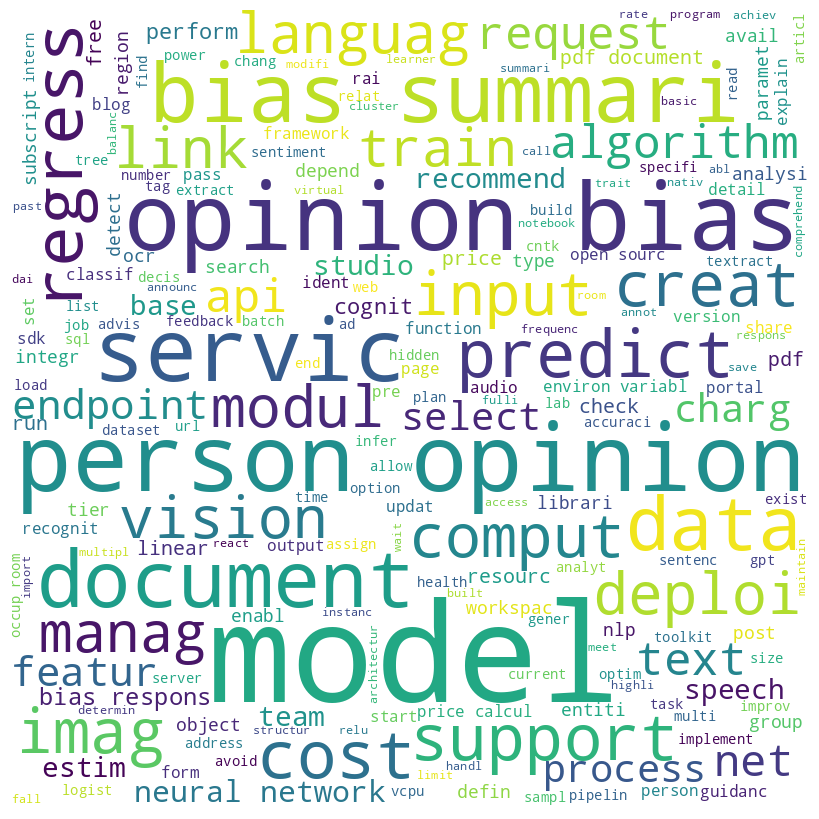 rate program achiev
languag request
perform free regress intern
power chang modifi learner pdf document avail articl
find bias summari
summari region
rai relat cluster basic read paramet explain
subscript blog
link train algorithm
framework
balanc tree number pass sentiment depend call specifi abl analysi
tag extract virtual recommend trait nativ detail
past
opinion bias
detect build notebook comprehend
ocr search studio price cntk type open sourc textract
dai classif decis announc ident web
set list base api cognit input room creat annot version
job advis feedback batch ad function frequenc share respons
sdk sql servic predict
integr end hidden page pdf
load pre plan audio environ variabl portal save
endpoint modul select fulli lab check charg
run dataset url accuraci
person opinion
infer allow
tier time option updat access librari exist
recognit vision comput data
multipl linear react output assign wait resourc analyt sentenc gpt maintain
occup room import document health
enabl instanc built workspac deploi
manag model gener nlp toolkit post
architectur meet optim text size
featur server current highli
bias respons speech
determin team start price calcul entiti task multi improv
object structur relu group
imag address cost support implement
estim form avoid handl process net
limit
fall logist neural network vcpu defin sampl pipelin person guidanc